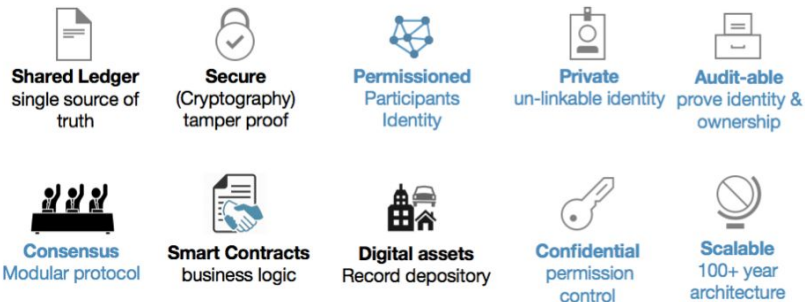 Shared Ledger
single source of
truth
Secure
(Cryptography)
tamper proof
Permissioned
Participants
Identity
Private
un-linkable identity
Audit-able
prove identity &
ownership
Consensus
Modular protocol
Smart Contracts
business logic
Digital assets
Record depository
Confidential
permission
control
Scalable
100+ year
architecture